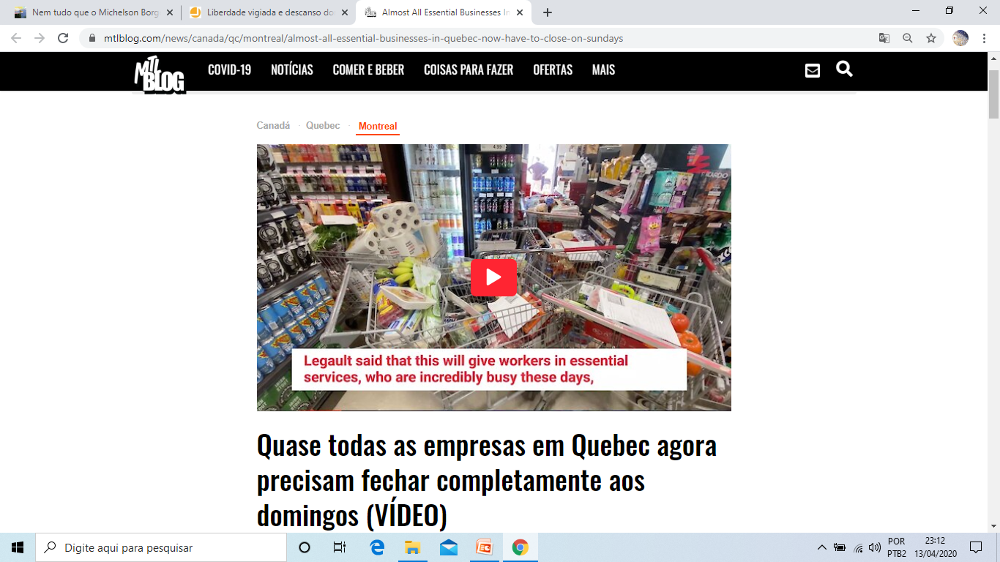 Nem tudo que o Michelson Borg
Liberdade vigiada e descanso do
Almost All Essential Businesses In
mtlblog.com/news/canada/qc/montreal/almost-all-essential-businesses-in-quebec-now-have-to-close-on-sundays
MTL
BLOG
COVID-19 NOTÍCIAS COMER E BEBER COISAS PARA FAZER OFERTAS MAIS
Canadá Quebec Montreal
4.99
RICARDO
Legault said that this will give workers in essential
services, who are incredibly busy these days,
Quase todas as empresas em Quebec agora
precisam fechar completamente aos
domingos (VÍDEO)
Digite aqui para pesquisar
POR
PTB2
23:12
13/04/2020